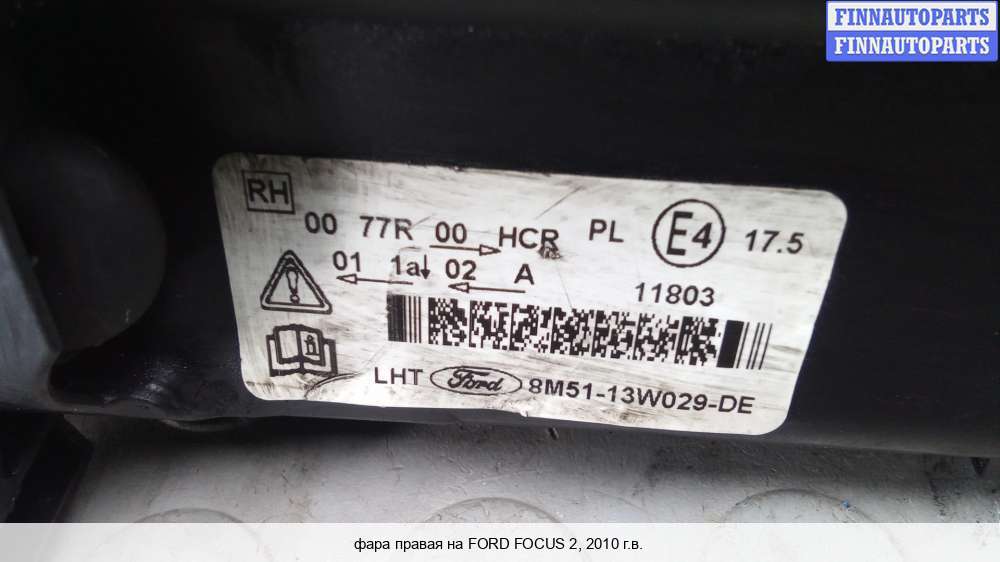 FINNAUTOPARTS
FINNAUTOPARTS
RH
00 77R 00 HCR PL E4 17.5
01 1a 02 A
11803
LHT Ford 8M51-13W029-DE
фара правая на FORD FOCUS 2, 2010 г.в.